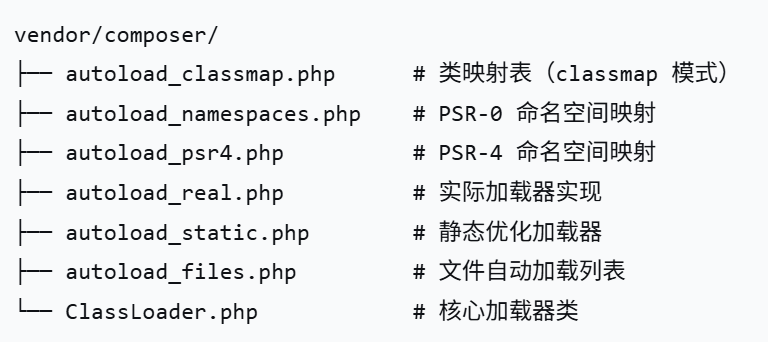 vendor/composer/
├── autoload_classmap.php      # 类映射表（classmap 模式）
├── autoload_namespaces.php    # PSR-0 命名空间映射
├── autoload_psr4.php          # PSR-4 命名空间映射
├── autoload_real.php          # 实际加载器实现
├── autoload_static.php        # 静态优化加载器
├── autoload_files.php         # 文件自动加载列表
└── ClassLoader.php            # 核心加载器类